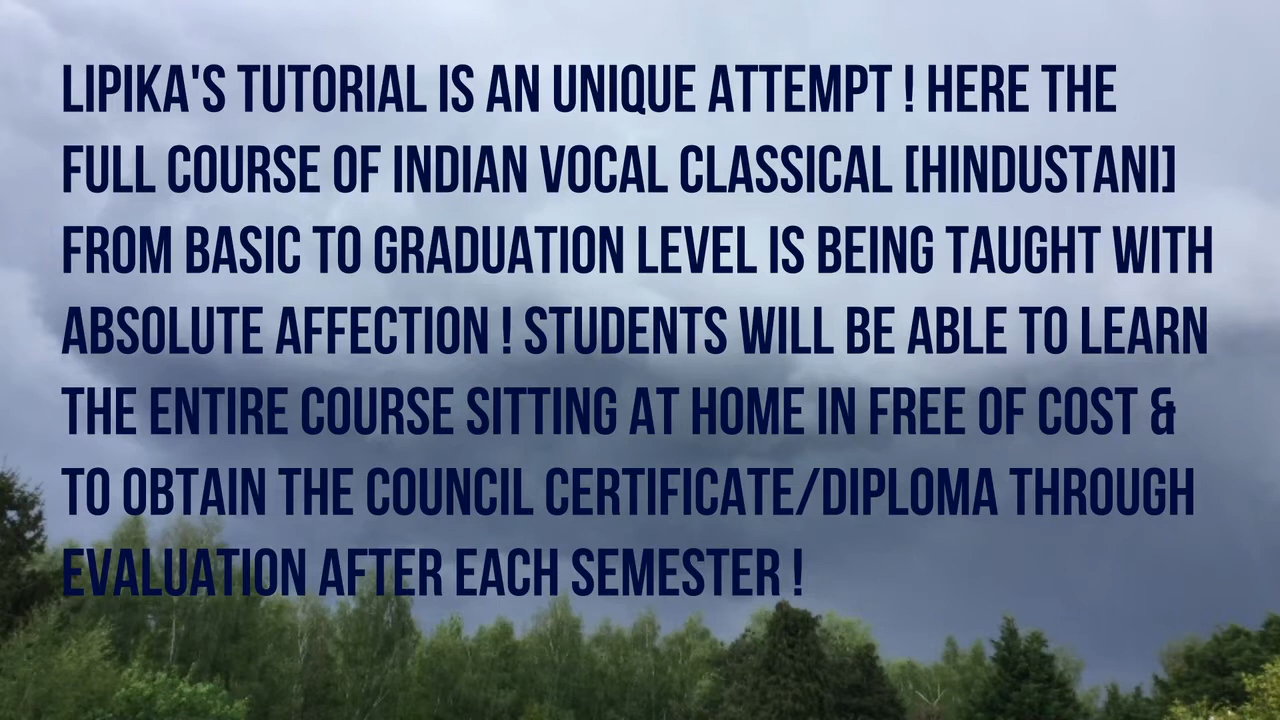 LIPIKA'S TUTORIAL IS AN UNIQUE ATTEMPT ! HERE THE
FULL COURSE OF INDIAN VOCAL CLASSICAL [HINDUSTANI]
FROM BASIC TO GRADUATION LEVEL IS BEING TAUGHT WITH
ABSOLUTE AFFECTION ! STUDENTS WILL BE ABLE TO LEARN
THE ENTIRE COURSE SITTING AT HOME IN FREE OF COST &
TO OBTAIN THE COUNCIL CERTIFICATE/DIPLOMA THROUGH
EVALUATION AFTER EACH SEMESTER !